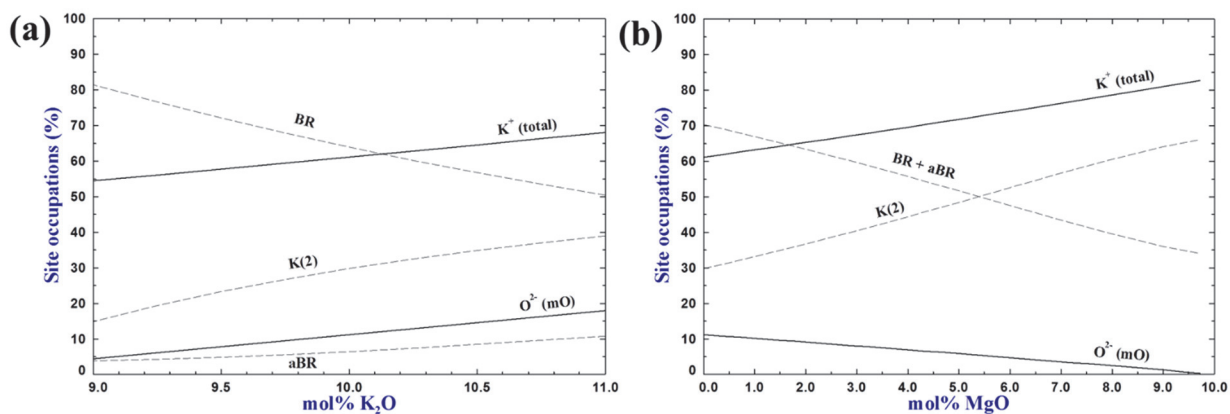 (a)
Site occupations (%)
100
90
80
70
60
50
40
30
20
10
0
BR
K⁺ (total)
K(2)
O²⁻ (mO)
aBR
9.0 9.5 10.0 10.5 11.0
mol% K₂O
(b)
Site occupations (%)
100
90
80
70
60
50
40
30
20
10
0
K⁺ (total)
BR + aBR
K(2)
O²⁻ (mO)
0.0 1.0 2.0 3.0 4.0 5.0 6.0 7.0 8.0 9.0 10.0
mol% MgO